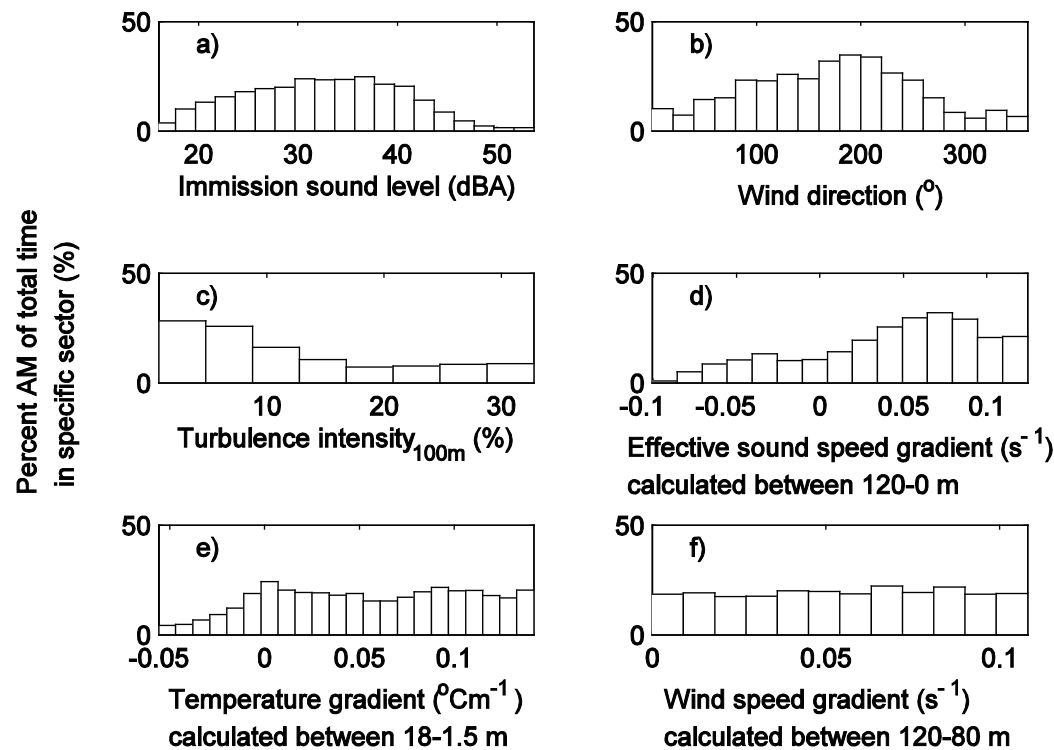 Percent AM of total time
in specific sector (%)
50
a)
0
20 30 40 50
Immission sound level (dBA)
50
b)
0
100 200 300
Wind direction (º)
50
c)
0
10 20 30
Turbulence intensity100m (%)
50
d)
0
-0.1 -0.05 0 0.05 0.1
Effective sound speed gradient (s-1)
calculated between 120-0 m
50
e)
0
-0.05 0 0.05 0.1
Temperature gradient (ºCm-1)
calculated between 18-1.5 m
50
f)
0
0 0.05 0.1
Wind speed gradient (s-1)
calculated between 120-80 m